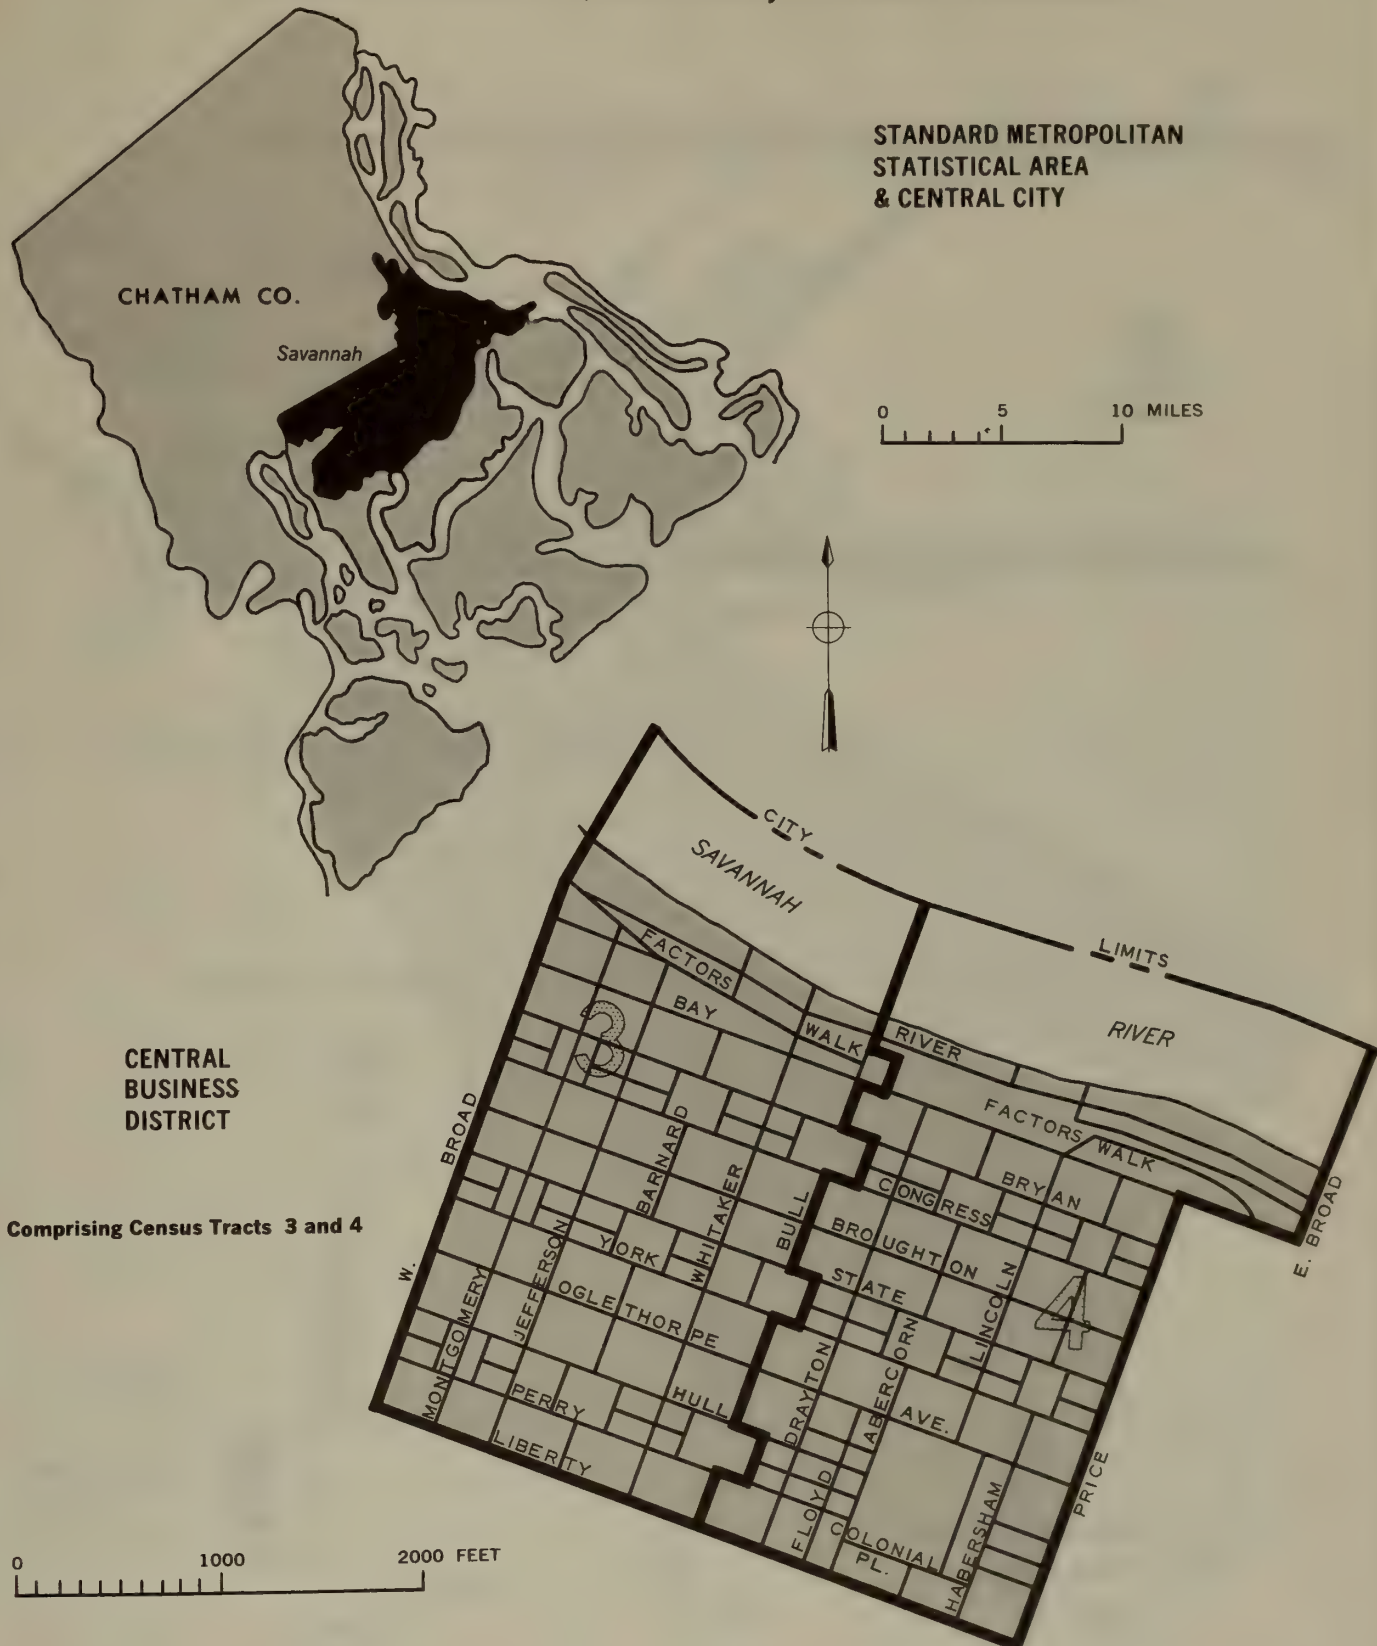 STANDARD METROPOLITAN
STATISTICAL AREA
& CENTRAL CITY
CHATHAM CO.
Savannah
0 5 10 MILES
CITY
LIMITS
SAVANNAH
RIVER
FACTORS
WALK
BAY
RIVER
FACTORS WALK
3
CENTRAL
BUSINESS
DISTRICT
Comprising Census Tracts 3 and 4
W. BROAD
E. BROAD
BARNARD
WHITAKER
BULL
CONGRESS
BRYAN
BROUGHTON
STATE
LINCOLN
4
YORK
OGLETHORPE
AVE.
JEFFERSON
MONTGOMERY
PERRY
HULL
LIBERTY
DRAYTON
ABERCORN
FLOYD
COLONIAL
PL.
HABERSHAM
PRICE
0 1000 2000 FEET